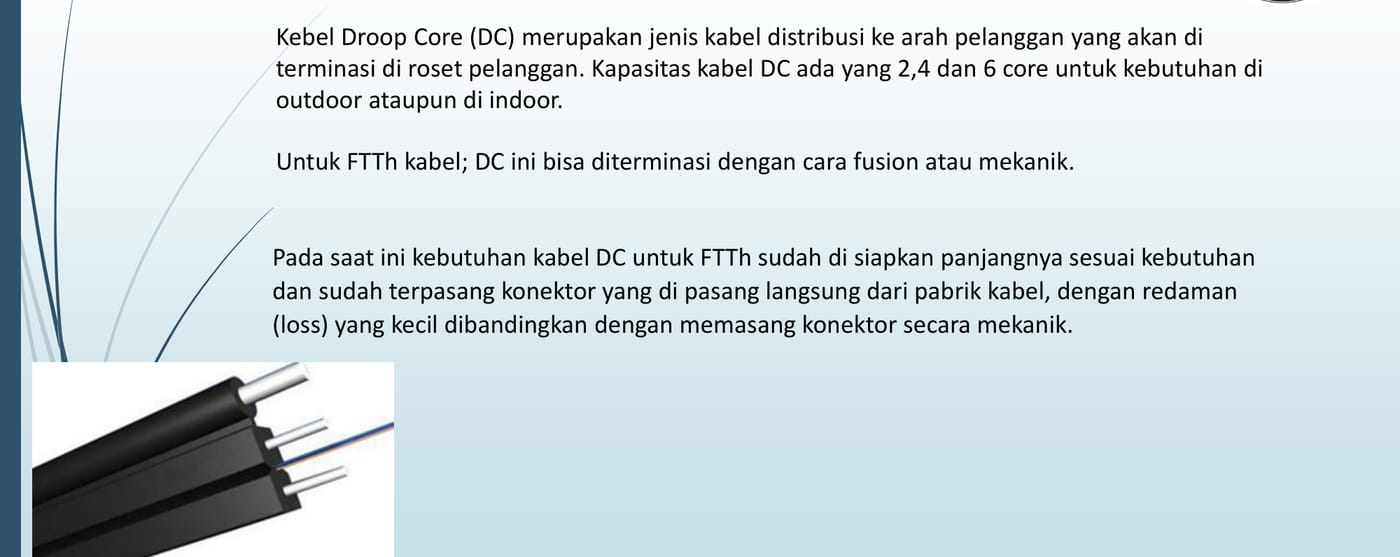 Kebel Droop Core (DC) merupakan jenis kabel distribusi ke arah pelanggan yang akan di
terminasi di roset pelanggan. Kapasitas kabel DC ada yang 2,4 dan 6 core untuk kebutuhan di
outdoor ataupun di indoor.
Untuk FTTh kabel; DC ini bisa diterminasi dengan cara fusion atau mekanik.
Pada saat ini kebutuhan kabel DC untuk FTTh sudah di siapkan panjangnya sesuai kebutuhan
dan sudah terpasang konektor yang di pasang langsung dari pabrik kabel, dengan redaman
(loss) yang kecil dibandingkan dengan memasang konektor secara mekanik.